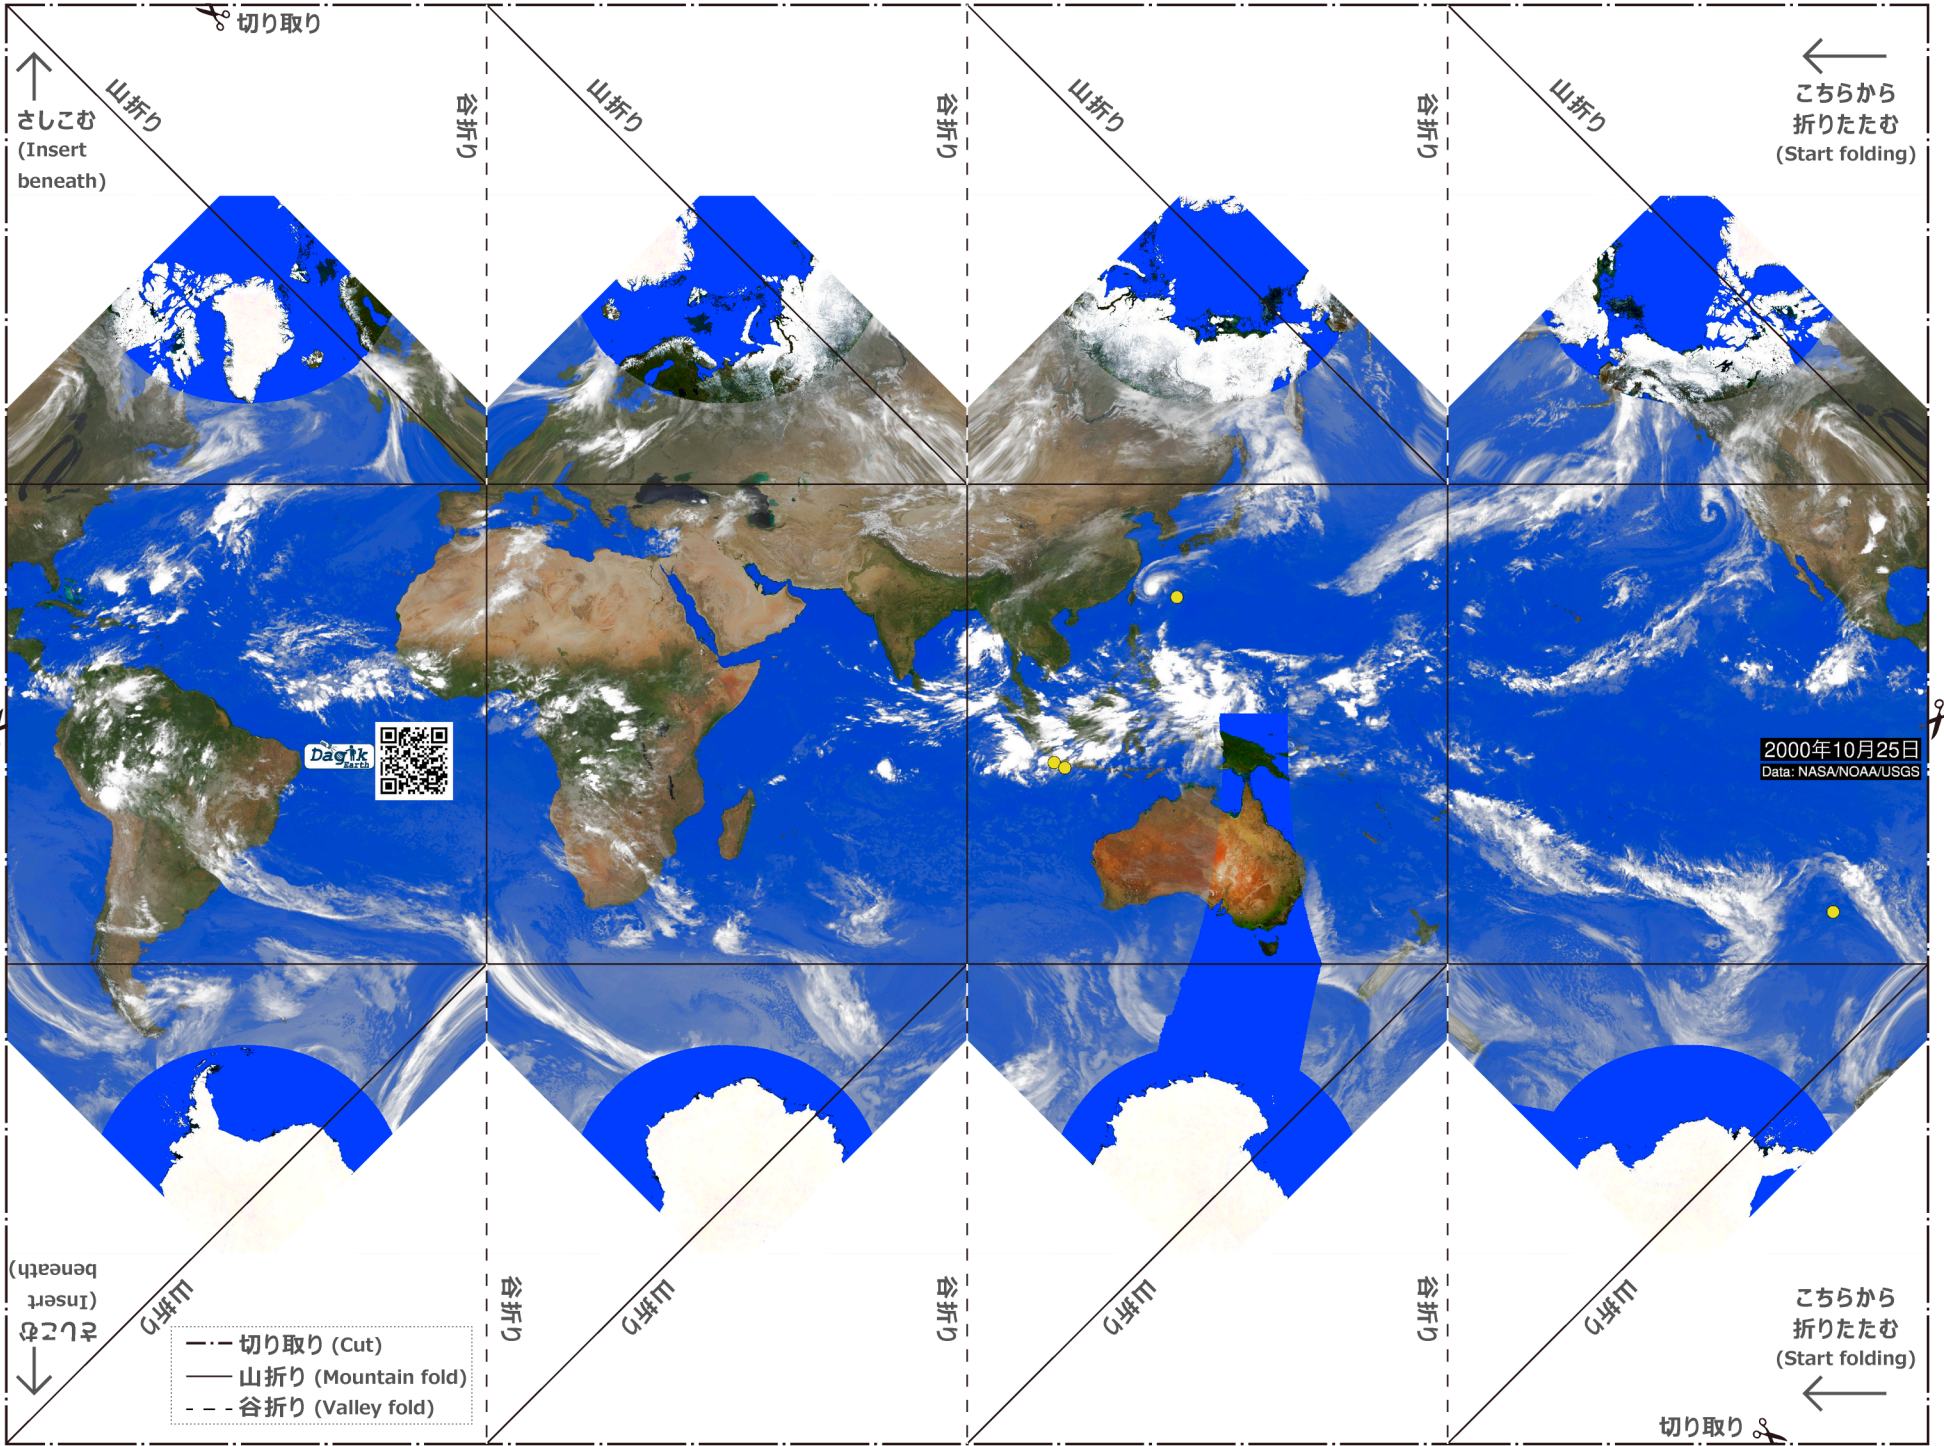 切り取り
山折り
谷折り
山折り
谷折り
山折り
谷折り
山折り
さしこむ
(Insert
beneath)
こちらから
折りたたむ
(Start folding)
Dagik
Earth
2000年10月25日
Data: NASA/NOAA/USGS
さしこむ
(Insert
beneath)
山折り
谷折り
山折り
谷折り
山折り
谷折り
山折り
切り取り (Cut)
山折り (Mountain fold)
谷折り (Valley fold)
こちらから
折りたたむ
(Start folding)
切り取り